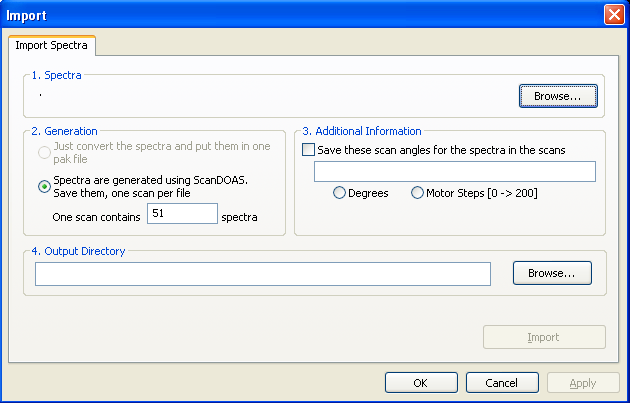 Import
Import Spectra
1. Spectra
.
Browse...
2. Generation
Just convert the spectra and put them in one
pak file
Spectra are generated using ScanDOAS.
Save them, one scan per file
One scan contains 51 spectra
3. Additional Information
Save these scan angles for the spectra in the scans
Degrees
Motor Steps [0 -> 200]
4. Output Directory
Browse...
Import
OK
Cancel
Apply